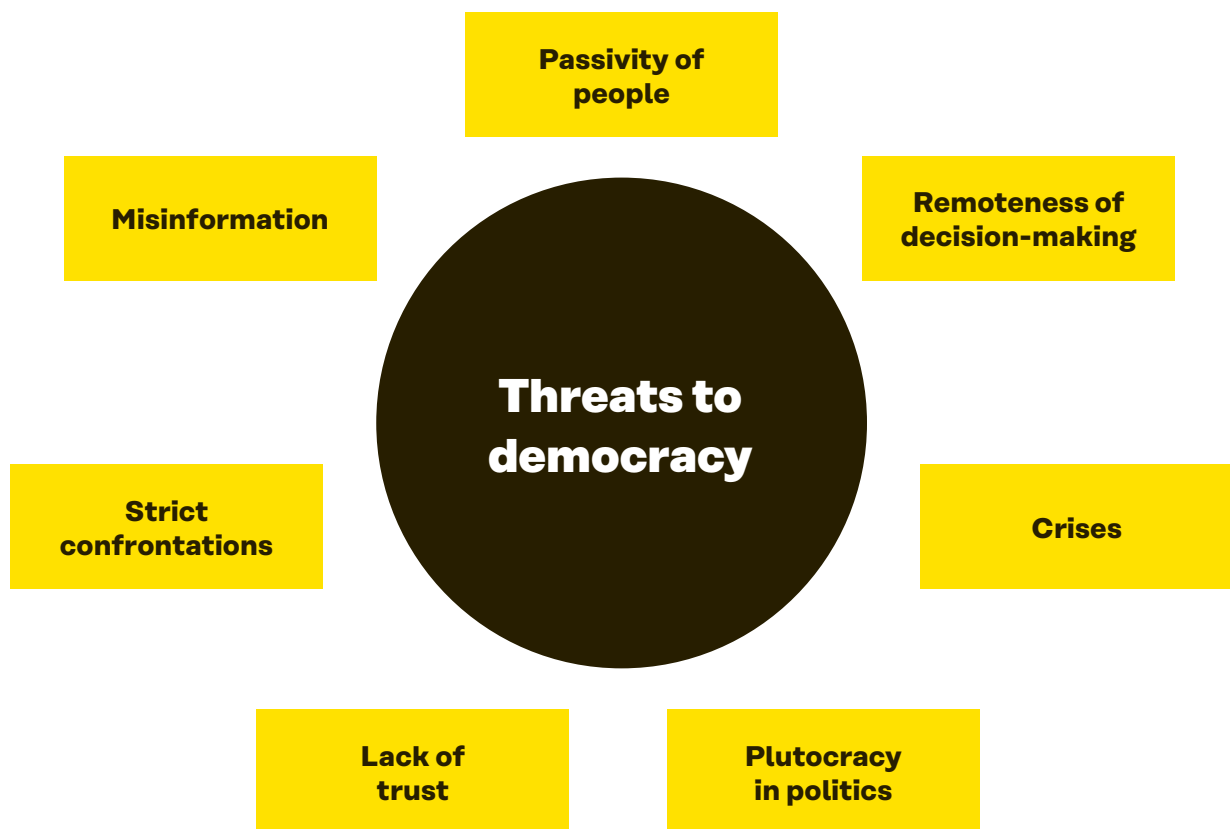 Passivity of
people
Misinformation
Remoteness of
decision-making
Threats to
democracy
Strict
confrontations
Crises
Lack of
trust
Plutocracy
in politics